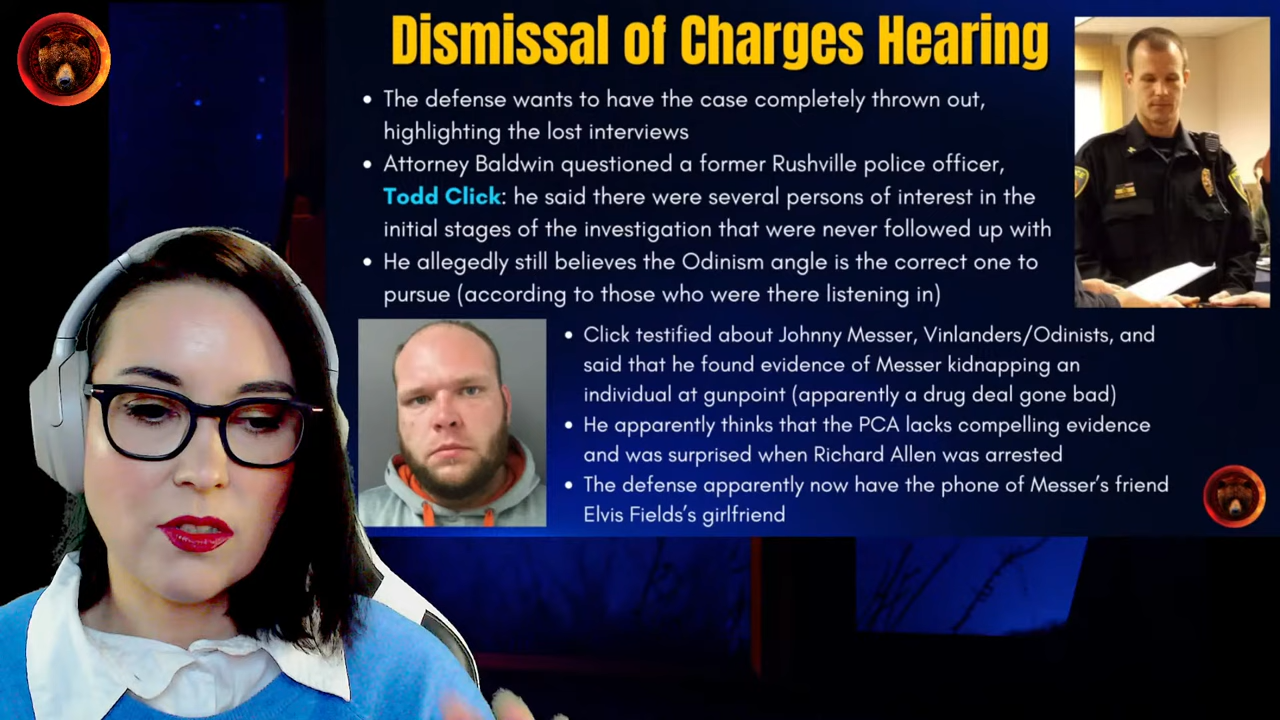 Dismissal of Charges Hearing
• The defense wants to have the case completely thrown out,
highlighting the lost interviews
• Attorney Baldwin questioned a former Rushville police officer,
Todd Click: he said there were several persons of interest in the
initial stages of the investigation that were never followed up with
• He allegedly still believes the Odinism angle is the correct one to
pursue (according to those who were there listening in)
• Click testified about Johnny Messer, Vinlanders/Odinists, and
said that he found evidence of Messer kidnapping an
individual at gunpoint (apparently a drug deal gone bad)
• He apparently thinks that the PCA lacks compelling evidence
and was surprised when Richard Allen was arrested
• The defense apparently now have the phone of Messer's friend
Elvis Fields's girlfriend